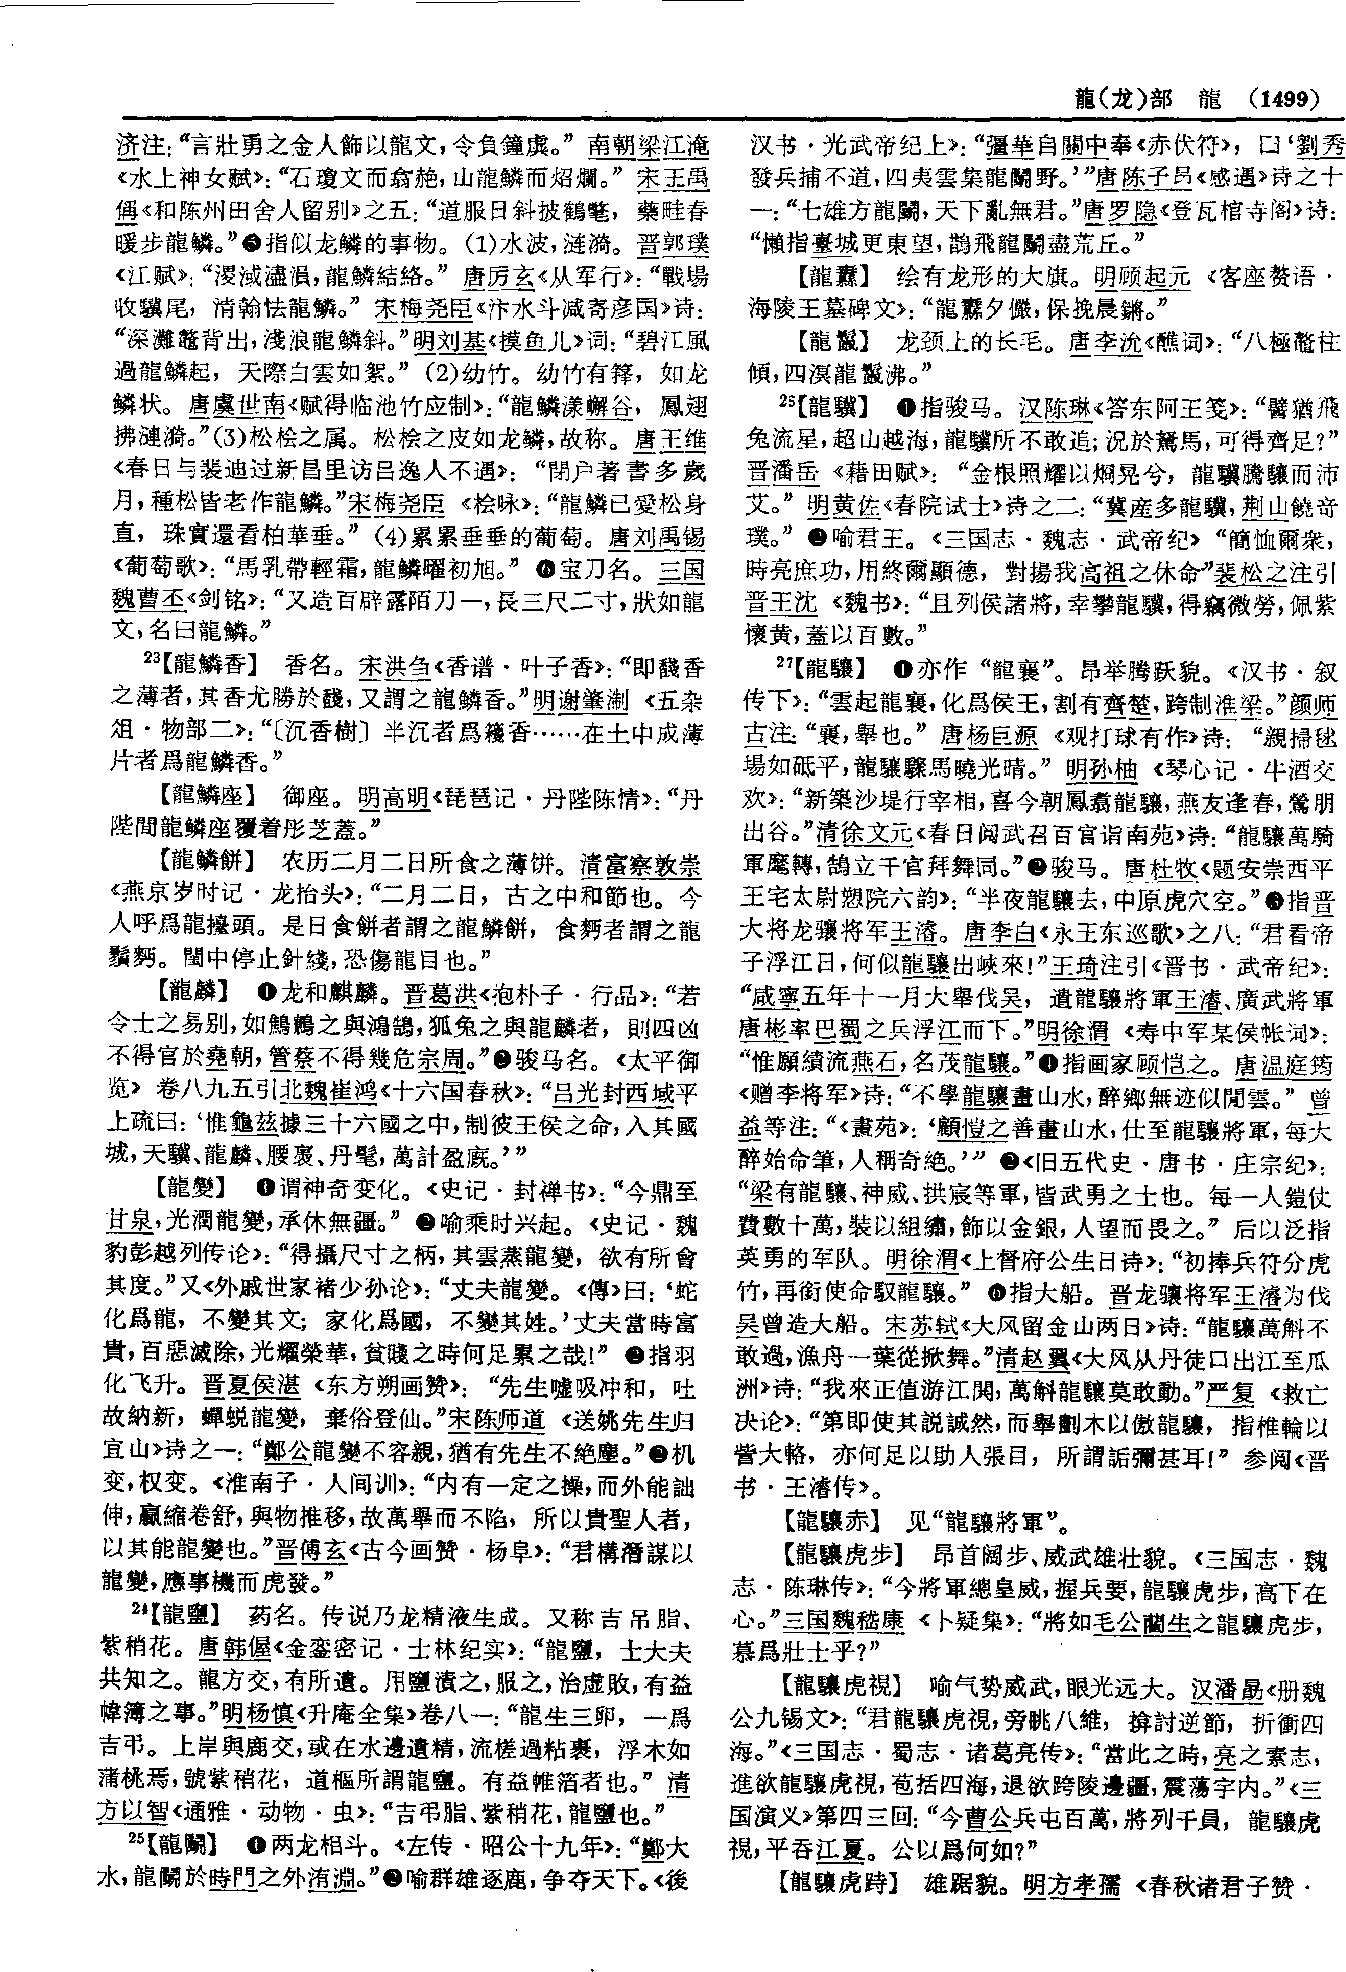 龍(龙)部　龍　(1499)
济注：“言壯勇之金人飾以龍文，令負鐘虡。” 南朝梁江淹
《水上神女赋》：“石瓊文而翕赩，山龍鱗而炤爛。” 宋王禹
偁《和陈州田舍人留别》之五：“道服日斜披鶴氅，藥畦春
暖步龍鱗。”❺指似龙鳞的事物。(1)水波，涟漪。晋郭璞
《江赋》：“溭淢濜溳，龍鱗結絡。” 唐厉玄《从军行》：“戰場
收驥尾，清翰怯龍鱗。” 宋梅尧臣《汴水斗减寄彦国》诗：
“深灘鼈背出，淺浪龍鱗斜。”明刘基《摸鱼儿》词：“碧江風
過龍鱗起，天際白雲如絮。”(2)幼竹。幼竹有箨，如龙
鳞状。唐虞世南《赋得临池竹应制》：“龍鱗漾嶰谷，鳳翅
拂漣漪。”(3)松桧之属。松桧之皮如龙鳞，故称。唐王维
《春日与裴迪过新昌里访吕逸人不遇》：“閉户著書多歲
月，種松皆老作龍鱗。”宋梅尧臣《桧咏》：“龍鱗已愛松身
直，珠實還看柏葉垂。”(4)累累垂垂的葡萄。唐刘禹锡
《葡萄歌》：“馬乳帶輕霜，龍鱗曜初旭。” ❻宝刀名。三国
魏曹丕《剑铭》：“又造百辟露陌刀一，長三尺二寸，狀如龍
文，名曰龍鱗。”
23【龍鱗香】　香名。宋洪刍《香谱·叶子香》：“即餞香
之薄者，其香尤勝於餞，又謂之龍鱗香。”明谢肇淛《五杂
俎·物部二》：“〔沉香樹〕半沉者爲箋香……在土中成薄
片者爲龍鱗香。”
【龍鱗座】　御座。明高明《琵琶记·丹陛陈情》：“丹
陛間龍鱗座覆着彤芝蓋。”
【龍鱗餅】　农历二月二日所食之薄饼。清富察敦崇
《燕京岁时记·龙抬头》：“二月二日，古之中和節也。今
人呼爲龍擡頭。是日食餅者謂之龍鱗餅，食麪者謂之龍
鬚麪。閨中停止針綫，恐傷龍目也。”
【龍麟】　❶龙和麒麟。晋葛洪《抱朴子·行品》：“若
令士之易别，如鷦鷯之與鴻鵠，狐兔之與龍麟者，則四凶
不得官於堯朝，管蔡不得幾危宗周。”❷骏马名。《太平御
览》卷八九五引北魏崔鸿《十六国春秋》：“吕光封西域平
上疏曰：‘惟龜兹據三十六國之中，制彼王侯之命，入其國
城，天驥、龍麟、腰褭、丹髦，萬計盈廐。’”
【龍變】　❶谓神奇变化。《史记·封禅书》：“今鼎至
甘泉，光潤龍變，承休無疆。” ❷喻乘时兴起。《史记·魏
豹彭越列传论》：“得攝尺寸之柄，其雲蒸龍變，欲有所會
其度。”又《外戚世家褚少孙论》：“丈夫龍變。《傳》曰：‘蛇
化爲龍，不變其文；家化爲國，不變其姓。’丈夫當時富
貴，百惡滅除，光耀榮華，貧賤之時何足累之哉！” ❸指羽
化飞升。晋夏侯湛《东方朔画赞》：“先生嘘吸冲和，吐
故納新，蟬蜕龍變，棄俗登仙。”宋陈师道《送姚先生归
宜山》诗之一：“鄭公龍變不容親，猶有先生不絶塵。”❹机
变，权变。《淮南子·人间训》：“内有一定之操，而外能詘
伸，贏縮卷舒，與物推移，故萬舉而不陷，所以貴聖人者，
以其能龍變也。”晋傅玄《古今画赞·杨阜》：“君構潛謀以
龍變，應事機而虎發。”
24【龍鹽】　药名。传说乃龙精液生成。又称吉吊脂、
紫稍花。唐韩偓《金銮密记·士林纪实》：“龍鹽，士大夫
共知之。龍方交，有所遺。用鹽漬之，服之，治虚敗，有益
幃簿之事。”明杨慎《升庵全集》卷八一：“龍生三卵，一爲
吉弔。上岸與鹿交，或在水邊遺精，流槎過粘裹，浮木如
蒲桃焉，號紫稍花，道樞所謂龍鹽。有益帷箔者也。” 清
方以智《通雅·动物·虫》：“吉弔脂、紫稍花，龍鹽也。”
25【龍鬭】　❶两龙相斗。《左传·昭公十九年》：“鄭大
水，龍鬭於時門之外洧淵。”❷喻群雄逐鹿，争夺天下。《後
汉书·光武帝纪上》：“彊華自關中奉《赤伏符》，曰‘劉秀
發兵捕不道，四夷雲集龍鬭野。’”唐陈子昂《感遇》诗之十
一：“七雄方龍鬭，天下亂無君。”唐罗隐《登瓦棺寺阁》诗：
“懶指臺城更東望，鵲飛龍鬭盡荒丘。”
【龍纛】　绘有龙形的大旗。明顾起元《客座赘语·
海陵王墓碑文》：“龍纛夕儼，保挽晨鏘。”
【龍鬣】　龙颈上的长毛。唐李沇《醮词》：“八極鼇柱
傾，四溟龍鬣沸。”
26【龍驥】　❶指骏马。汉陈琳《答东阿王笺》：“譬猶飛
兔流星，超山越海，龍驥所不敢追；況於駑馬，可得齊足？”
晋潘岳《藉田赋》：“金根照耀以炯晃兮，龍驥騰驤而沛
艾。” 明黄佐《春院试士》诗之二：“冀産多龍驥，荆山饒奇
璞。” ❷喻君王。《三国志·魏志·武帝纪》“簡恤爾衆，
時亮庶功，用終爾顯德，對揚我高祖之休命”裴松之注引
晋王沈《魏书》：“且列侯諸將，幸攀龍驥，得竊微勞，佩紫
懷黄，蓋以百數。”
27【龍驤】　❶亦作“龍襄”。昂举腾跃貌。《汉书·叙
传下》：“雲起龍襄，化爲侯王，割有齊楚，跨制淮梁。”颜师
古注：“襄，舉也。” 唐杨巨源《观打球有作》诗：“親掃毬
場如砥平，龍驤驟馬曉光晴。” 明孙柚《琴心记·牛酒交
欢》：“新築沙堤行宰相，喜今朝鳳翥龍驤，燕友逢春，鶯朋
出谷。”清徐文元《春日阅武召百官诣南苑》诗：“龍驤萬騎
軍麾轉，鵠立千官拜舞同。”❷骏马。唐杜牧《题安崇西平
王宅太尉愬院六韵》：“半夜龍驤去，中原虎穴空。”❸指晋
大将龙骧将军王濬。唐李白《永王东巡歌》之八：“君看帝
子浮江日，何似龍驤出峽來！”王琦注引《晋书·武帝纪》：
“咸寧五年十一月大舉伐吴，遣龍驤將軍王濬、廣武將軍
唐彬率巴蜀之兵浮江而下。”明徐渭《寿中军某侯帐词》：
“惟願績流燕石，名茂龍驤。”❹指画家顾恺之。唐温庭筠
《赠李将军》诗：“不學龍驤畫山水，醉鄉無迹似閒雲。” 曾
益等注：“《畫苑》：‘顧愷之善畫山水，仕至龍驤將軍，每大
醉始命筆，人稱奇絶。’” ❺《旧五代史·唐书·庄宗纪》：
“梁有龍驤、神威、拱宸等軍，皆武勇之士也。每一人鎧仗
費數十萬，裝以組繡，飾以金銀，人望而畏之。” 后以泛指
英勇的军队。明徐渭《上督府公生日诗》：“初捧兵符分虎
竹，再銜使命馭龍驤。” ❻指大船。晋龙骧将军王濬为伐
吴曾造大船。宋苏轼《大风留金山两日》诗：“龍驤萬斛不
敢過，漁舟一葉從掀舞。”清赵翼《大风从丹徒口出江至瓜
洲》诗：“我來正值游江閲，萬斛龍驤莫敢動。”严复《救亡
决论》：“第即使其説誠然，而舉劃木以傲龍驤，指椎輪以
訾大輅，亦何足以助人張目，所謂詬彌甚耳！” 参阅《晋
书·王濬传》。
【龍驤赤】　见“龍驤將軍”。
【龍驤虎步】　昂首阔步、威武雄壮貌。《三国志·魏
志·陈琳传》：“今將軍總皇威，握兵要，龍驤虎步，高下在
心。”三国魏嵇康《卜疑集》：“將如毛公藺生之龍驤虎步，
慕爲壯士乎？”
【龍驤虎視】　喻气势威武，眼光远大。汉潘勗《册魏
公九锡文》：“君龍驤虎視，旁眺八維，揜討逆節，折衝四
海。”《三国志·蜀志·诸葛亮传》：“當此之時，亮之素志，
進欲龍驤虎視，苞括四海，退欲跨陵邊疆，震荡宇内。”《三
国演义》第四三回：“今曹公兵屯百萬，將列千員，龍驤虎
視，平吞江夏。公以爲何如？”
【龍驤虎跱】　雄踞貌。明方孝孺《春秋诸君子赞·